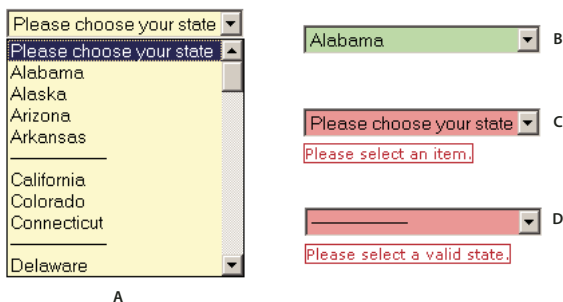 Please choose your state
Please choose your state
Alabama
Alaska
Arizona
Arkansas
California
Colorado
Connecticut
Delaware
A
Alabama
B
Please choose your state
C
Please select an item.
D
Please select a valid state.